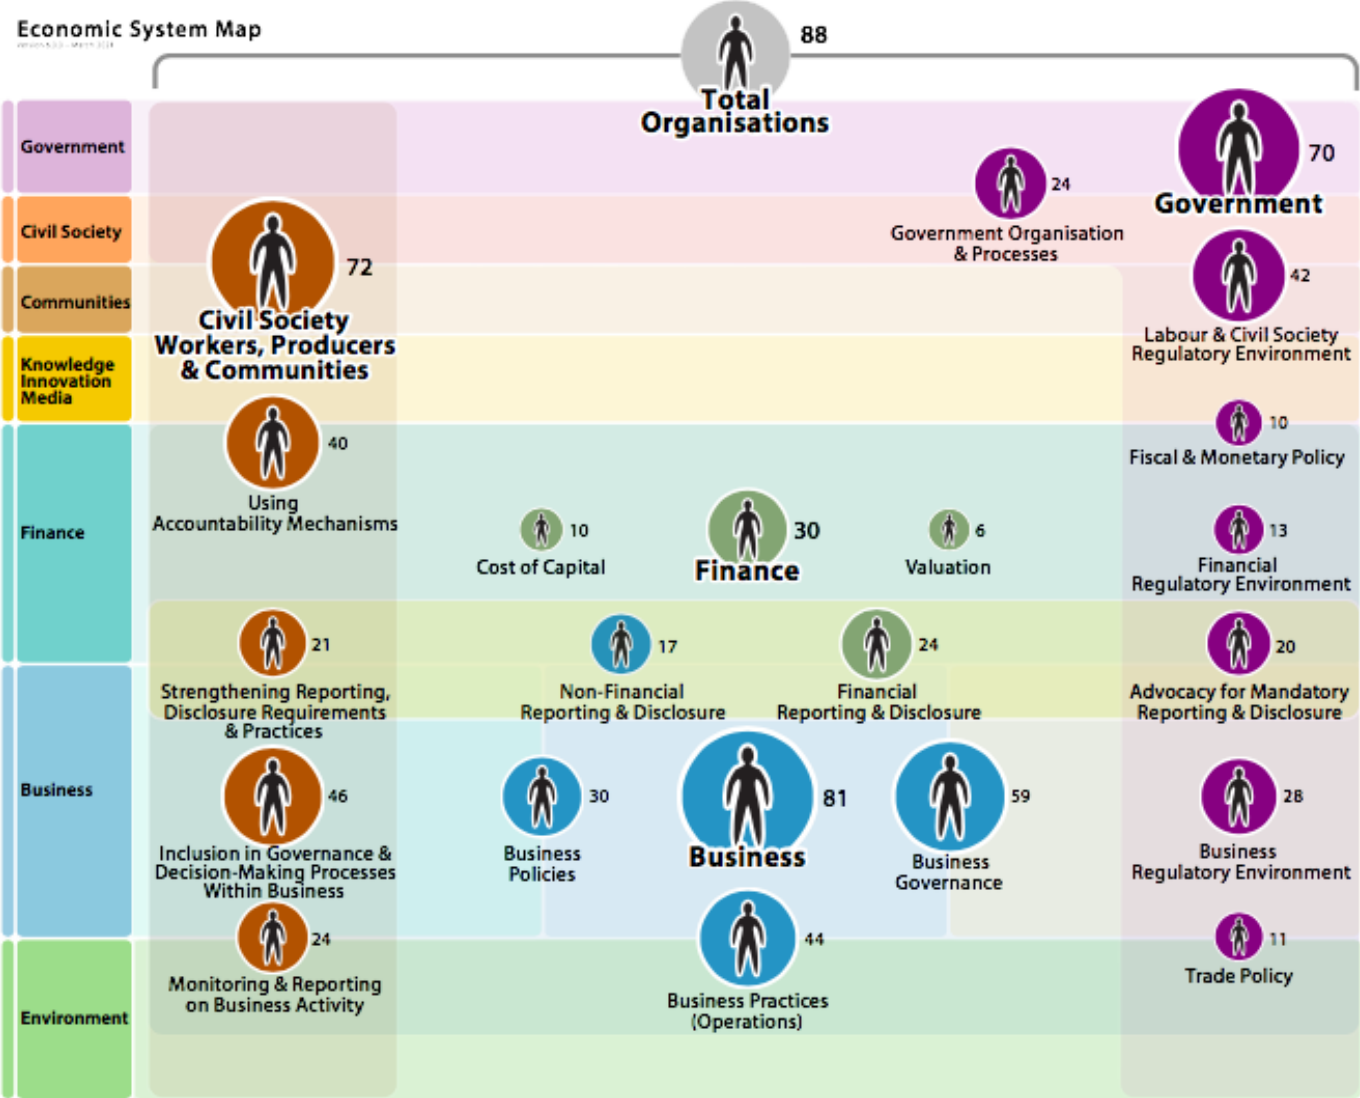 Economic System Map
88
Total
Organisations
Government
70
Government
24
Government Organisation
& Processes
Civil Society
72
Civil Society
Workers, Producers
& Communities
42
Labour & Civil Society
Regulatory Environment
Communities
Knowledge
Innovation
Media
40
Using
Accountability Mechanisms
10
Fiscal & Monetary Policy
Finance
10
Cost of Capital
30
Finance
6
Valuation
13
Financial
Regulatory Environment
21
Strengthening Reporting,
Disclosure Requirements
& Practices
17
Non-Financial
Reporting & Disclosure
24
Financial
Reporting & Disclosure
20
Advocacy for Mandatory
Reporting & Disclosure
Business
46
Inclusion in Governance &
Decision-Making Processes
Within Business
30
Business
Policies
81
Business
59
Business
Governance
28
Business
Regulatory Environment
24
Monitoring & Reporting
on Business Activity
44
Business Practices
(Operations)
11
Trade Policy
Environment